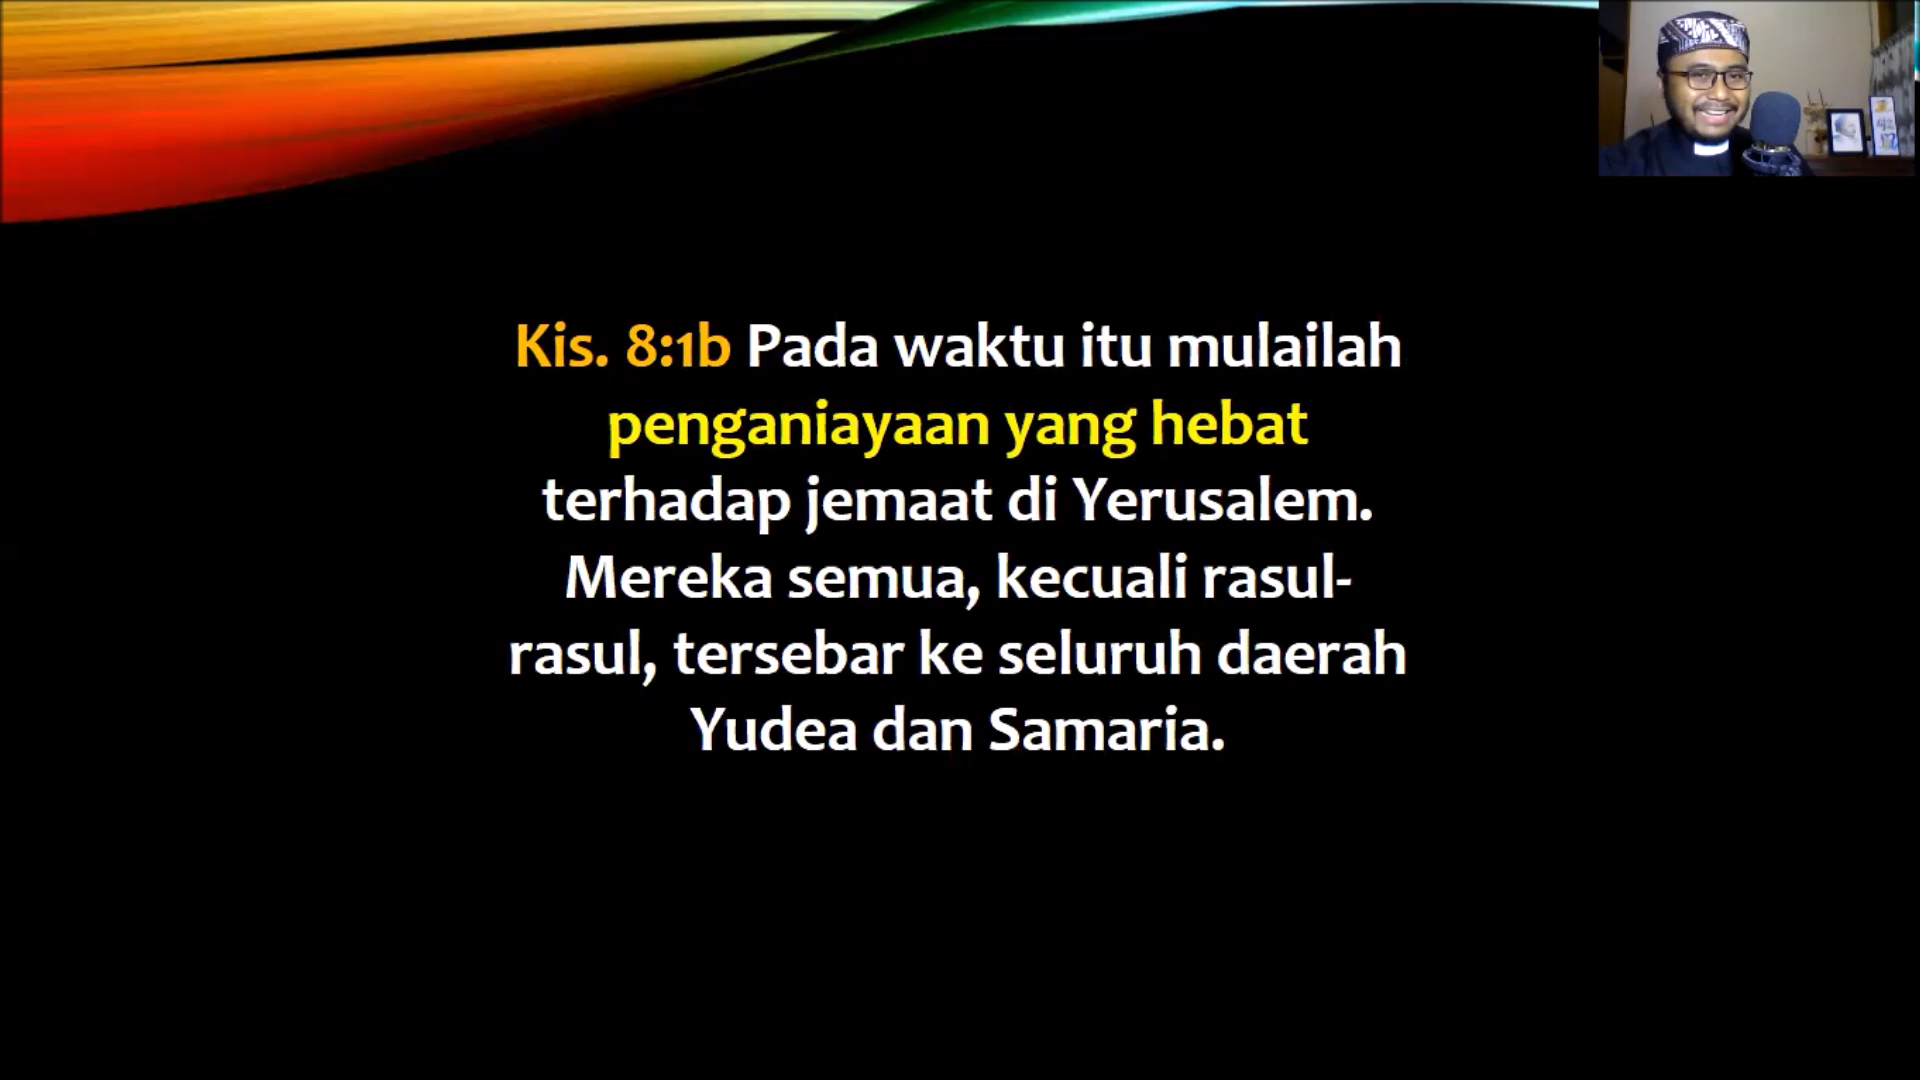 Kis. 8:1b Pada waktu itu mulailah
penganiayaan yang hebat
terhadap jemaat di Yerusalem.
Mereka semua, kecuali rasul-
rasul, tersebar ke seluruh daerah
Yudea dan Samaria.